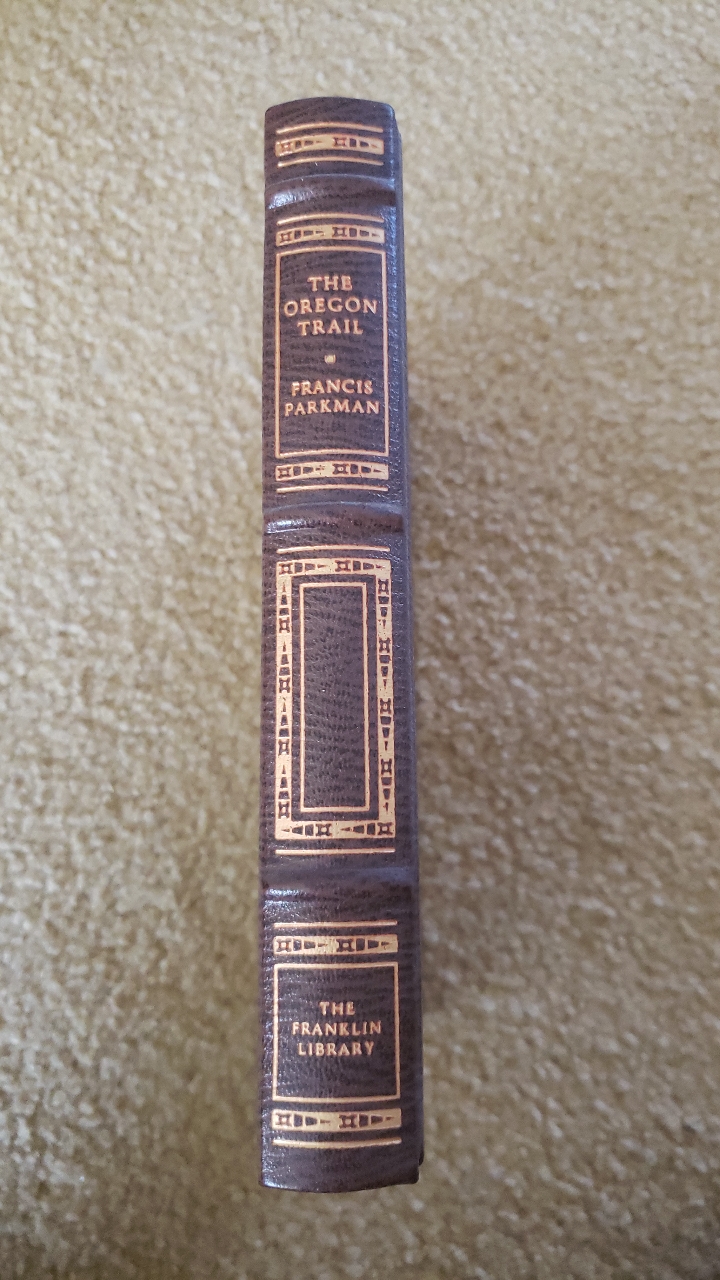 THE
OREGON
TRAIL
FRANCIS
PARKMAN
THE
FRANKLIN
LIBRARY